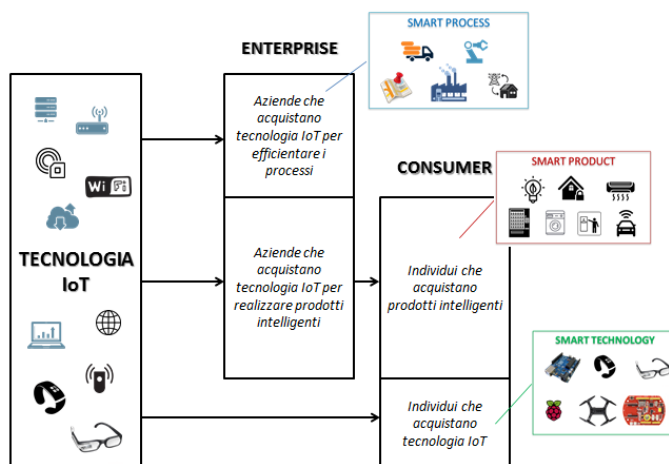 SMART PROCESS
ENTERPRISE
Aziende che
acquistano
tecnologia IoT per
efficientare i
processi
CONSUMER
SMART PRODUCT
Wi Fi
TECNOLOGIA
IoT
Aziende che
acquistano
tecnologia IoT per
realizzare prodotti
intelligenti
Individui che
acquistano
prodotti intelligenti
SMART TECHNOLOGY
Individui che
acquistano
tecnologia IoT